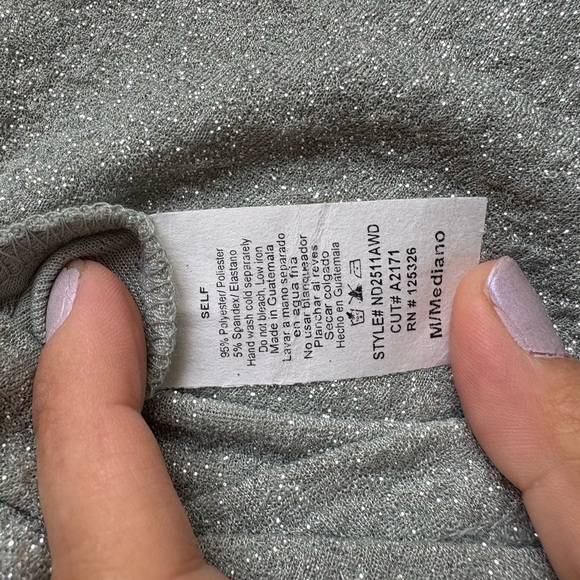 SELF
95% Polyester/ Poliester
5% Spandex/ Elastano
Hand wash cold separately
Do not bleach, Low iron
Made in Guatemala
Lavar a mano separado
en agua fria
No usar blanqueador
Planchar al reves
Secar colgado
Hecho en Guatemala
STYLE# ND2511AWD
CUT# A2171
RN # 125326
M/Mediano